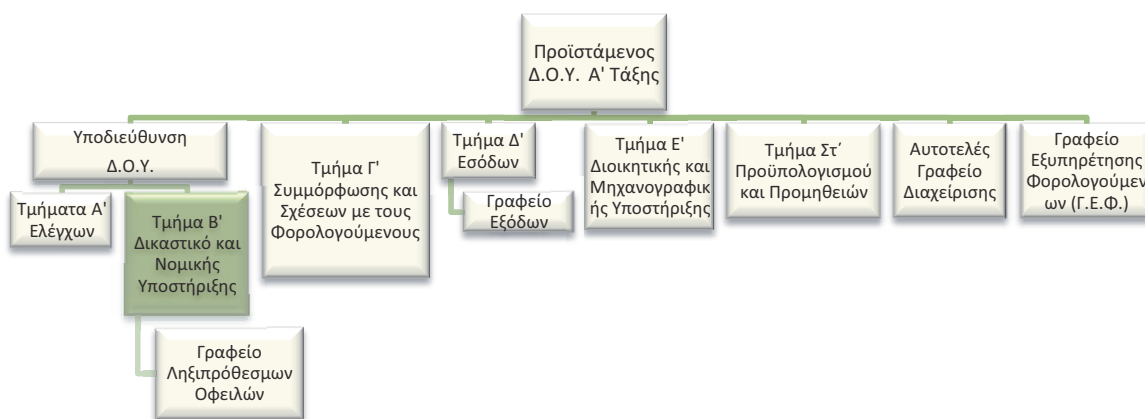 Προϊστάμενος
Δ.Ο.Υ. Α' Τάξης
Υποδιεύθυνση
Δ.Ο.Υ.
Τμήματα Α'
Ελέγχων
Τμήμα Β'
Δικαστικό και
Νομικής
Υποστήριξης
Γραφείο
Ληξιπρόθεσμων
Οφειλών
Τμήμα Γ'
Συμμόρφωσης και
Σχέσεων με τους
Φορολογούμενους
Τμήμα Δ'
Εσόδων
Γραφείο
Εξόδων
Τμήμα Ε'
Διοικητικής και
Μηχανογραφικ
ής Υποστήριξης
Τμήμα Στ΄
Προϋπολογισμού
και Προμηθειών
Αυτοτελές
Γραφείο
Διαχείρισης
Γραφείο
Εξυπηρέτησης
Φορολογούμεν
ων (Γ.Ε.Φ.)